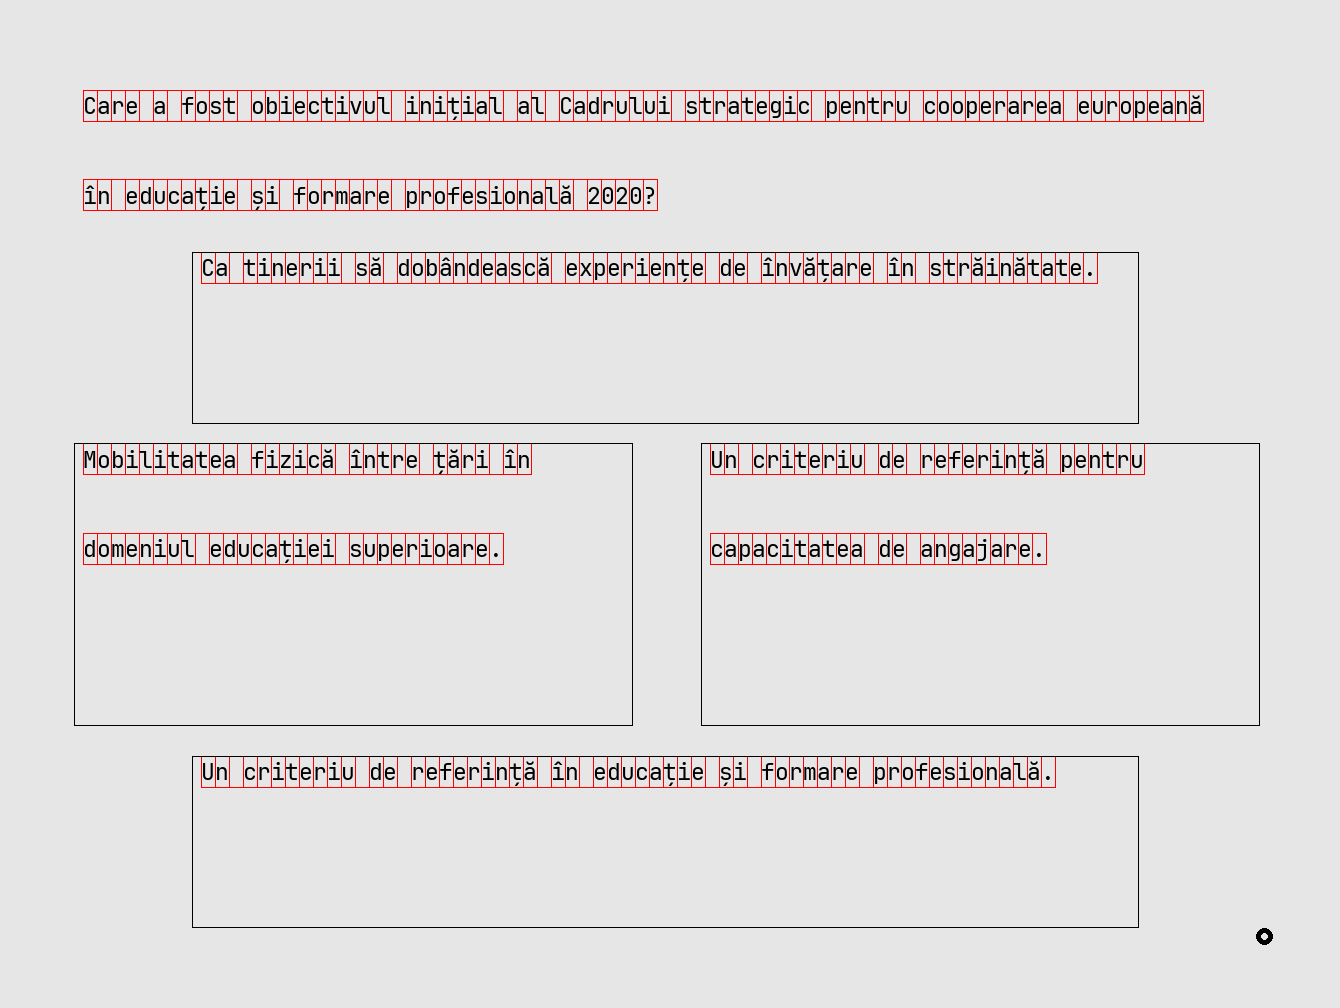 Care a fost obiectivul inițial al Cadrului strategic pentru cooperarea europeană
în educație și formare profesională 2020?
Ca tinerii să dobândească experiențe de învățare în străinătate.
Mobilitatea fizică între țări în
domeniul educației superioare.
Un criteriu de referință pentru
capacitatea de angajare.
Un criteriu de referință în educație și formare profesională.